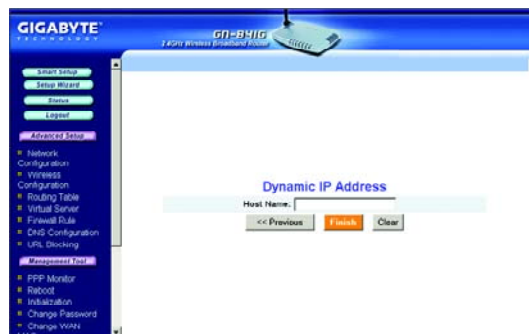 GIGABYTE™
TECHNOLOGY
GN-B41G
2.4GHz Wireless Broadband Router
Smart Setup
Setup Wizard
Status
Logout
Advanced Setup
Network
Configuration
Wireless
Configuration
Routing Table
Virtual Server
Firewall Rule
DNS Configuration
URL Blocking
Management Tool
PPP Monitor
Reboot
Initialization
Change Password
Change WAN
Dynamic IP Address
Host Name:
<< Previous
Finish
Clear